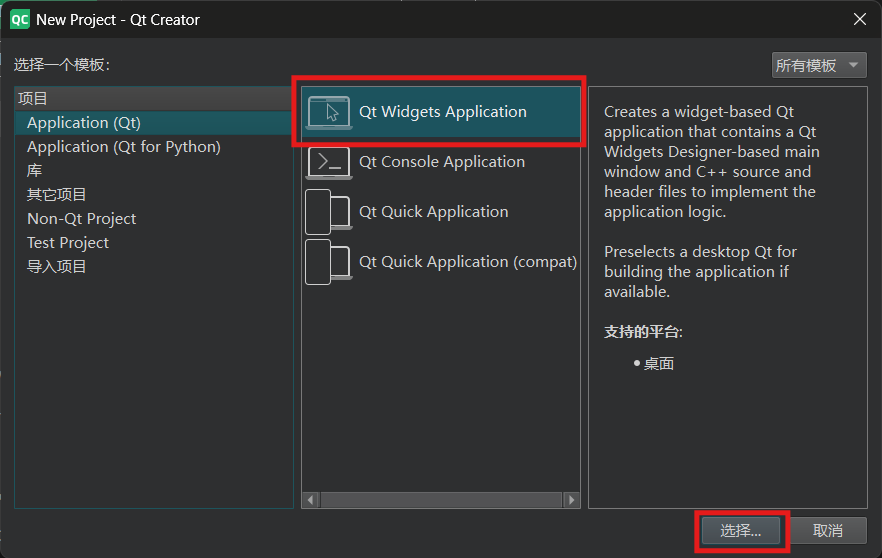 QC New Project - Qt Creator
选择一个模板:
所有模板
项目
Application (Qt)
Application (Qt for Python)
库
其它项目
Non-Qt Project
Test Project
导入项目
Qt Widgets Application
Qt Console Application
Qt Quick Application
Qt Quick Application (compat)
Creates a widget-based Qt
application that contains a Qt
Widgets Designer-based main
window and C++ source and
header files to implement the
application logic.
Preselects a desktop Qt for
building the application if
available.
支持的平台:
• 桌面
选择...
取消